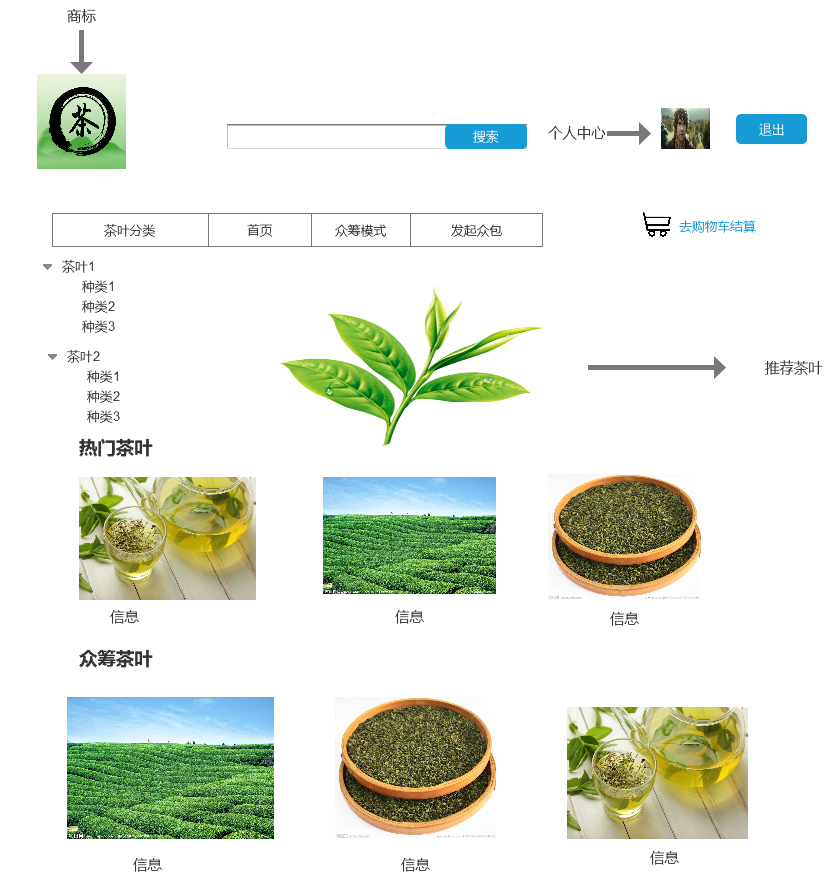 商标
茶
搜索
个人中心
退出
茶叶分类 首页 众筹模式 发起众包
去购物车结算
茶叶1
种类1
种类2
种类3
茶叶2
种类1
种类2
种类3
推荐茶叶
热门茶叶
信息 信息 信息
众筹茶叶
信息 信息 信息